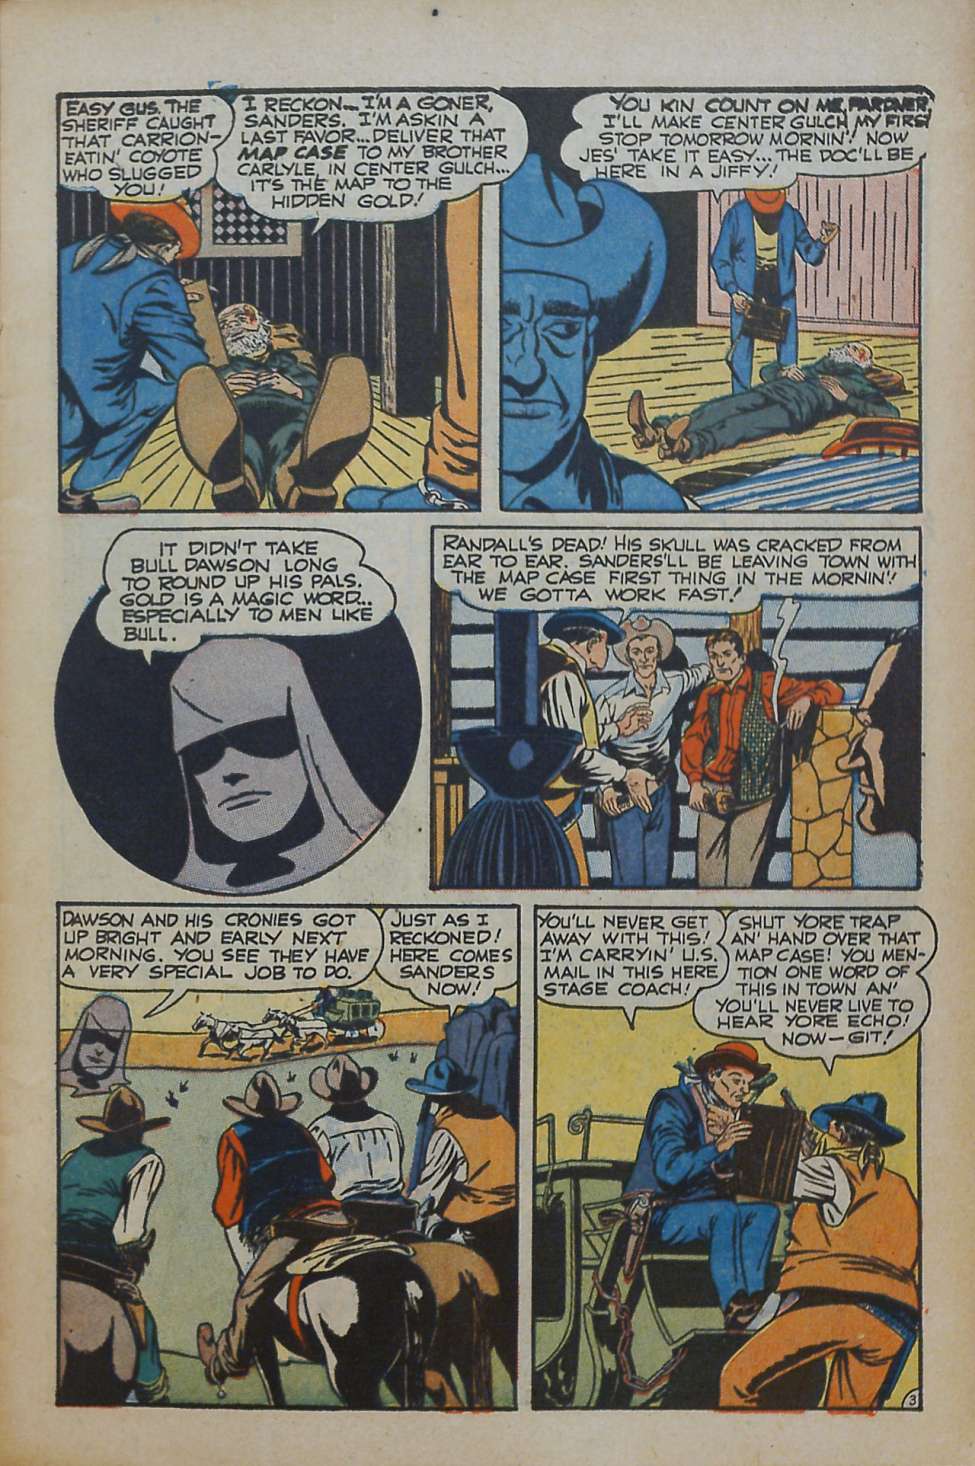 EASY GUS. THE
SHERIFF CAUGHT
THAT CARRION-
EATIN' COYOTE
WHO SLUGGED
YOU!
I RECKON... I'M A GONER,
SANDERS. I'M ASKIN A
LAST FAVOR... DELIVER THAT
MAP CASE TO MY BROTHER
CARLYLE, IN CENTER GULCH...
IT'S THE MAP TO THE
HIDDEN GOLD!
YOU KIN COUNT ON ME, PARDNER.
I'LL MAKE CENTER GULCH MY FIRST
STOP TOMORROW MORNIN'! NOW
JES' TAKE IT EASY... THE DOC'LL BE
HERE IN A JIFFY!
IT DIDN'T TAKE
BULL DAWSON LONG
TO ROUND UP HIS PALS.
GOLD IS A MAGIC WORD...
ESPECIALLY TO MEN LIKE
BULL.
RANDALL'S DEAD! HIS SKULL WAS CRACKED FROM
EAR TO EAR. SANDERS'LL BE LEAVING TOWN WITH
THE MAP CASE FIRST THING IN THE MORNIN'!
WE GOTTA WORK FAST!
DAWSON AND HIS CRONIES GOT
UP BRIGHT AND EARLY NEXT
MORNING. YOU SEE THEY HAVE
A VERY SPECIAL JOB TO DO.
JUST AS I
RECKONED!
HERE COMES
SANDERS
NOW!
YOU'LL NEVER GET
AWAY WITH THIS!
I'M CARRYIN' U.S.
MAIL IN THIS HERE
STAGE COACH!
SHUT YORE TRAP
AN' HAND OVER THAT
MAP CASE! YOU MEN-
TION ONE WORD OF
THIS IN TOWN AN'
YOU'LL NEVER LIVE TO
HEAR YORE ECHO!
NOW—GIT!
3